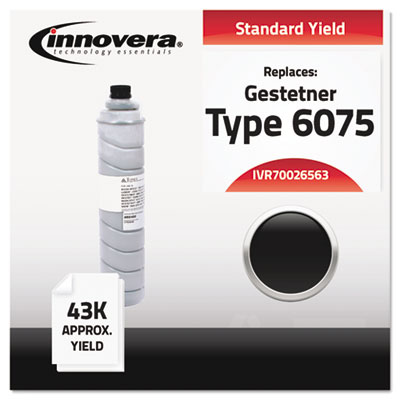 innovera®
technology essentials
Standard Yield
Replaces:
Gestetner
Type 6075
IVR70026563
43K
APPROX.
YIELD